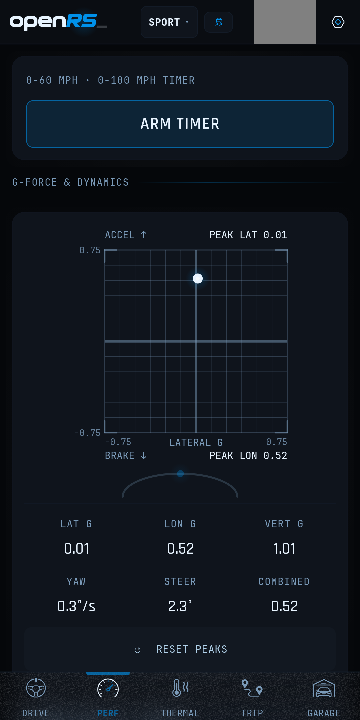 openRS_
SPORT
0-60 MPH · 0-100 MPH TIMER
ARM TIMER
G-FORCE & DYNAMICS
ACCEL ↑ PEAK LAT 0.01
0.75
-0.75
-0.75 LATERAL G 0.75
BRAKE ↓ PEAK LON 0.52
LAT G LON G VERT G
0.01 0.52 1.01
YAW STEER COMBINED
0.3°/s 2.3° 0.52
↺ RESET PEAKS
DRIVE PERF THERMAL TRIP GARAGE